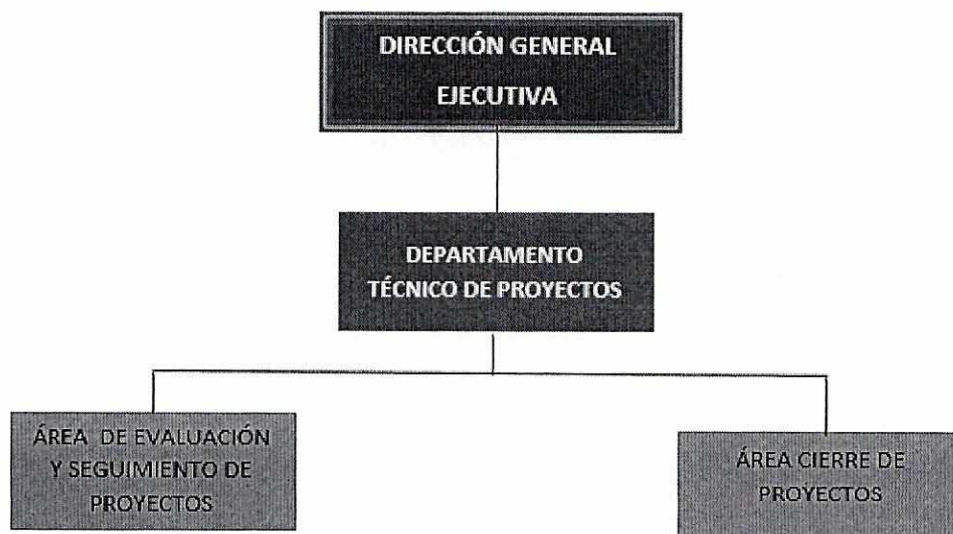 DIRECCIÓN GENERAL
EJECUTIVA
DEPARTAMENTO
TÉCNICO DE PROYECTOS
ÁREA DE EVALUACIÓN
Y SEGUIMIENTO DE
PROYECTOS
ÁREA CIERRE DE
PROYECTOS